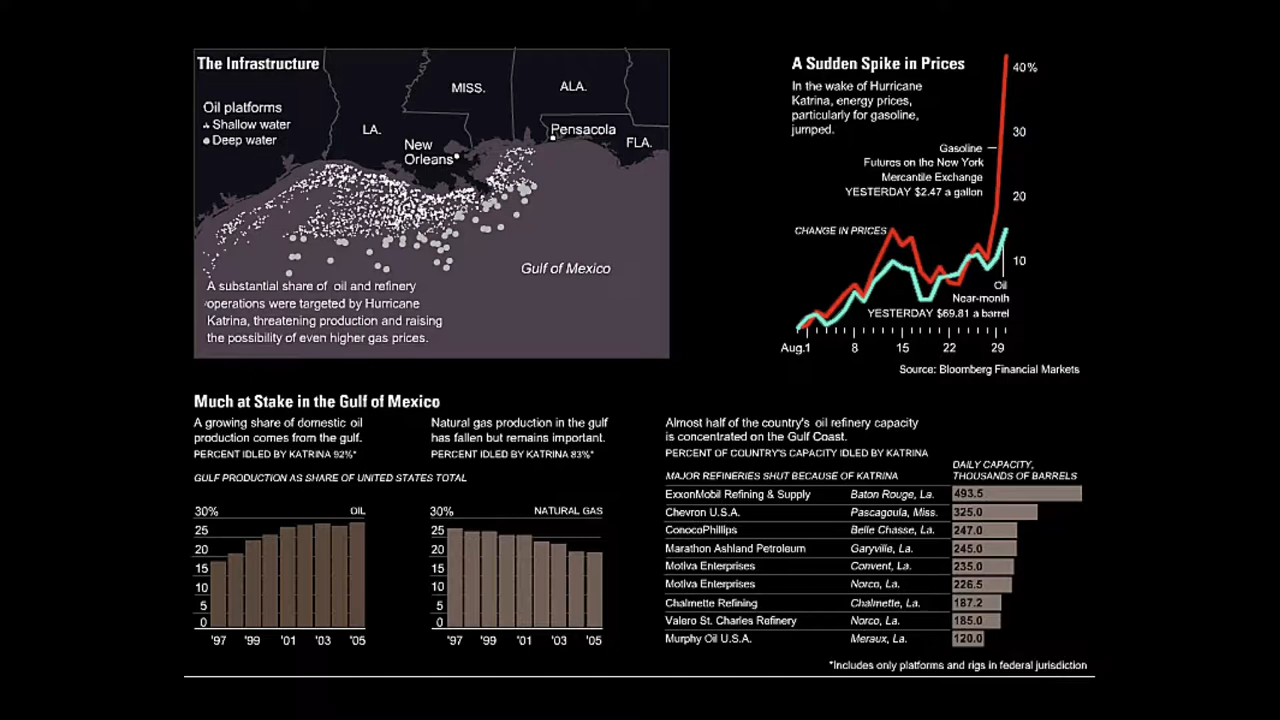 The Infrastructure
Oil platforms
Shallow water
Deep water
MISS.
ALA.
LA.
New
Orleans
Pensacola
FLA.
Gulf of Mexico
A substantial share of oil and refinery
operations were targeted by Hurricane
Katrina, threatening production and raising
the possibility of even higher gas prices.
A Sudden Spike in Prices
In the wake of Hurricane
Katrina, energy prices,
particularly for gasoline,
jumped.
40%
30
20
10
Gasoline
Futures on the New York
Mercantile Exchange
YESTERDAY $2.47 a gallon
CHANGE IN PRICES
Oil
Near-month
YESTERDAY $69.81 a barrel
Aug.1 8 15 22 29
Source: Bloomberg Financial Markets
Much at Stake in the Gulf of Mexico
A growing share of domestic oil
production comes from the gulf.
PERCENT IDLED BY KATRINA 92%*
Natural gas production in the gulf
has fallen but remains important.
PERCENT IDLED BY KATRINA 83%*
GULF PRODUCTION AS SHARE OF UNITED STATES TOTAL
30% OIL
25
20
15
10
5
0
'97 '99 '01 '03 '05
30% NATURAL GAS
25
20
15
10
5
0
'97 '99 '01 '03 '05
Almost half of the country's oil refinery capacity
is concentrated on the Gulf Coast.
PERCENT OF COUNTRY'S CAPACITY IDLED BY KATRINA
MAJOR REFINERIES SHUT BECAUSE OF KATRINA
DAILY CAPACITY,
THOUSANDS OF BARRELS
ExxonMobil Refining & Supply Baton Rouge, La. 493.5
Chevron U.S.A. Pascagoula, Miss. 325.0
ConocoPhillips Belle Chasse, La. 247.0
Marathon Ashland Petroleum Garyville, La. 245.0
Motiva Enterprises Convent, La. 235.0
Motiva Enterprises Norco, La. 226.5
Chalmette Refining Chalmette, La. 187.2
Valero St. Charles Refinery Norco, La. 185.0
Murphy Oil U.S.A. Meraux, La. 120.0
*Includes only platforms and rigs in federal jurisdiction